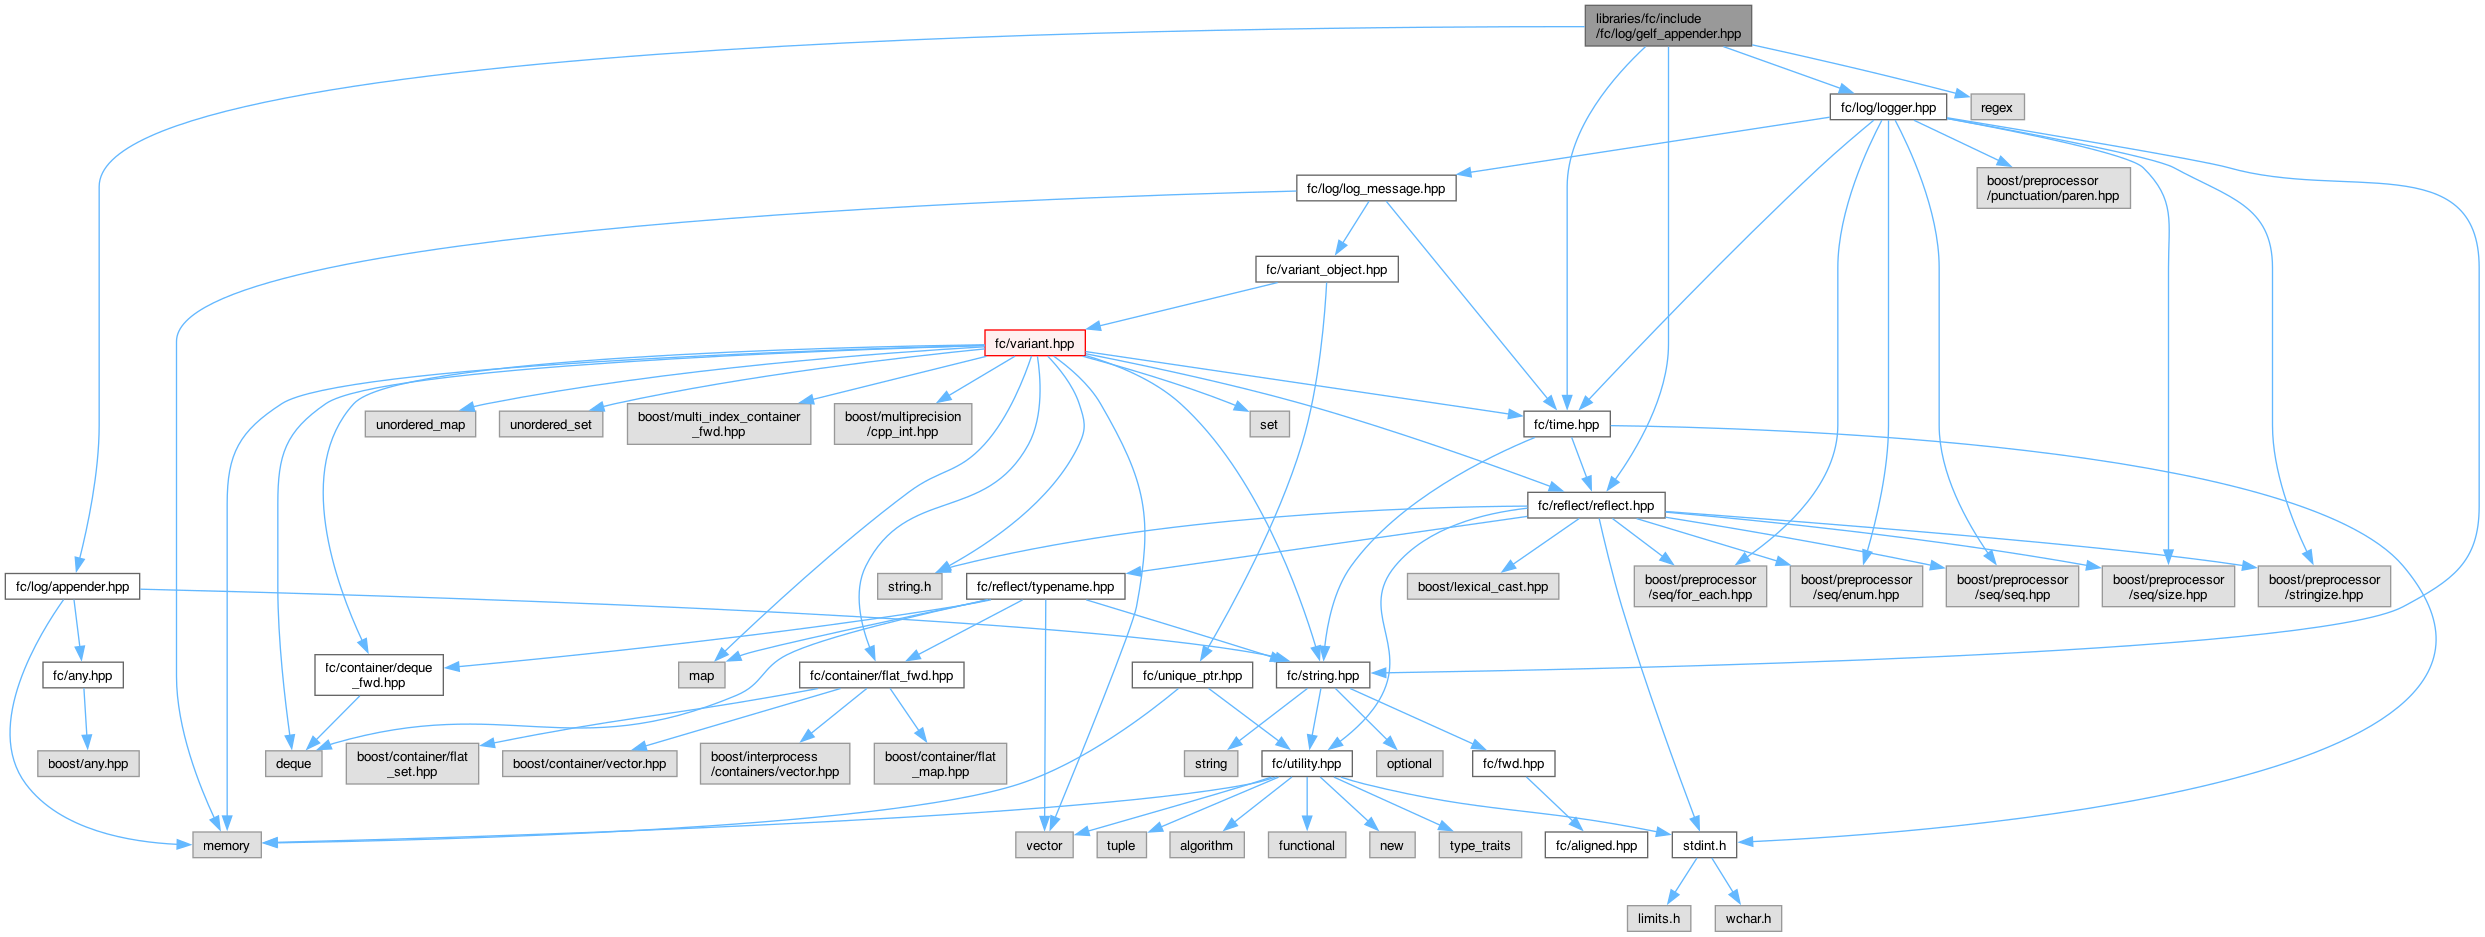 libraries/fc/include
/fc/log/gelf_appender.hpp
fc/log/logger.hpp
regex
fc/log/log_message.hpp
boost/preprocessor
/punctuation/paren.hpp
fc/variant_object.hpp
fc/variant.hpp
unordered_map
unordered_set
boost/multi_index_container
_fwd.hpp
boost/multiprecision
/cpp_int.hpp
set
fc/time.hpp
fc/reflect/reflect.hpp
fc/log/appender.hpp
string.h
fc/reflect/typename.hpp
boost/lexical_cast.hpp
boost/preprocessor
/seq/for_each.hpp
boost/preprocessor
/seq/enum.hpp
boost/preprocessor
/seq/seq.hpp
boost/preprocessor
/seq/size.hpp
boost/preprocessor
/stringize.hpp
fc/any.hpp
fc/container/deque
_fwd.hpp
map
fc/container/flat_fwd.hpp
fc/unique_ptr.hpp
fc/string.hpp
boost/any.hpp
deque
boost/container/flat
_set.hpp
boost/container/vector.hpp
boost/interprocess
/containers/vector.hpp
boost/container/flat
_map.hpp
string
fc/utility.hpp
optional
fc/fwd.hpp
memory
vector
tuple
algorithm
functional
new
type_traits
fc/aligned.hpp
stdint.h
limits.h
wchar.h